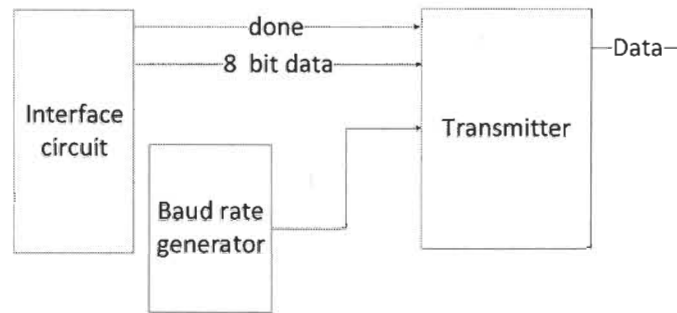 done
8 bit data
Data
Interface
circuit
Transmitter
Baud rate
generator